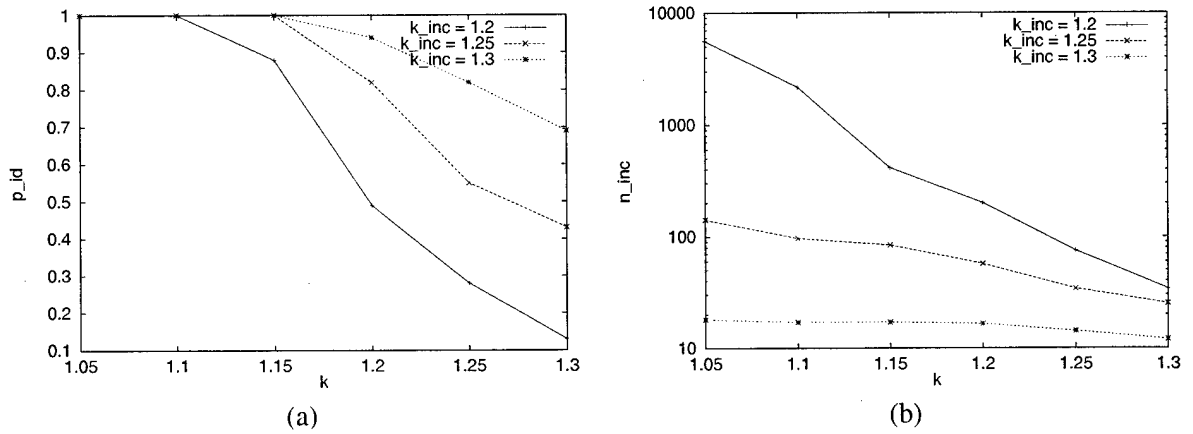 1
0.9
0.8
0.7
0.6
0.5
0.4
0.3
0.2
0.1
p_id
k_inc = 1.2
k_inc = 1.25
k_inc = 1.3
1.05 1.1 1.15 1.2 1.25 1.3
k
(a)
10000
1000
100
10
n_inc
k_inc = 1.2
k_inc = 1.25
k_inc = 1.3
1.05 1.1 1.15 1.2 1.25 1.3
k
(b)